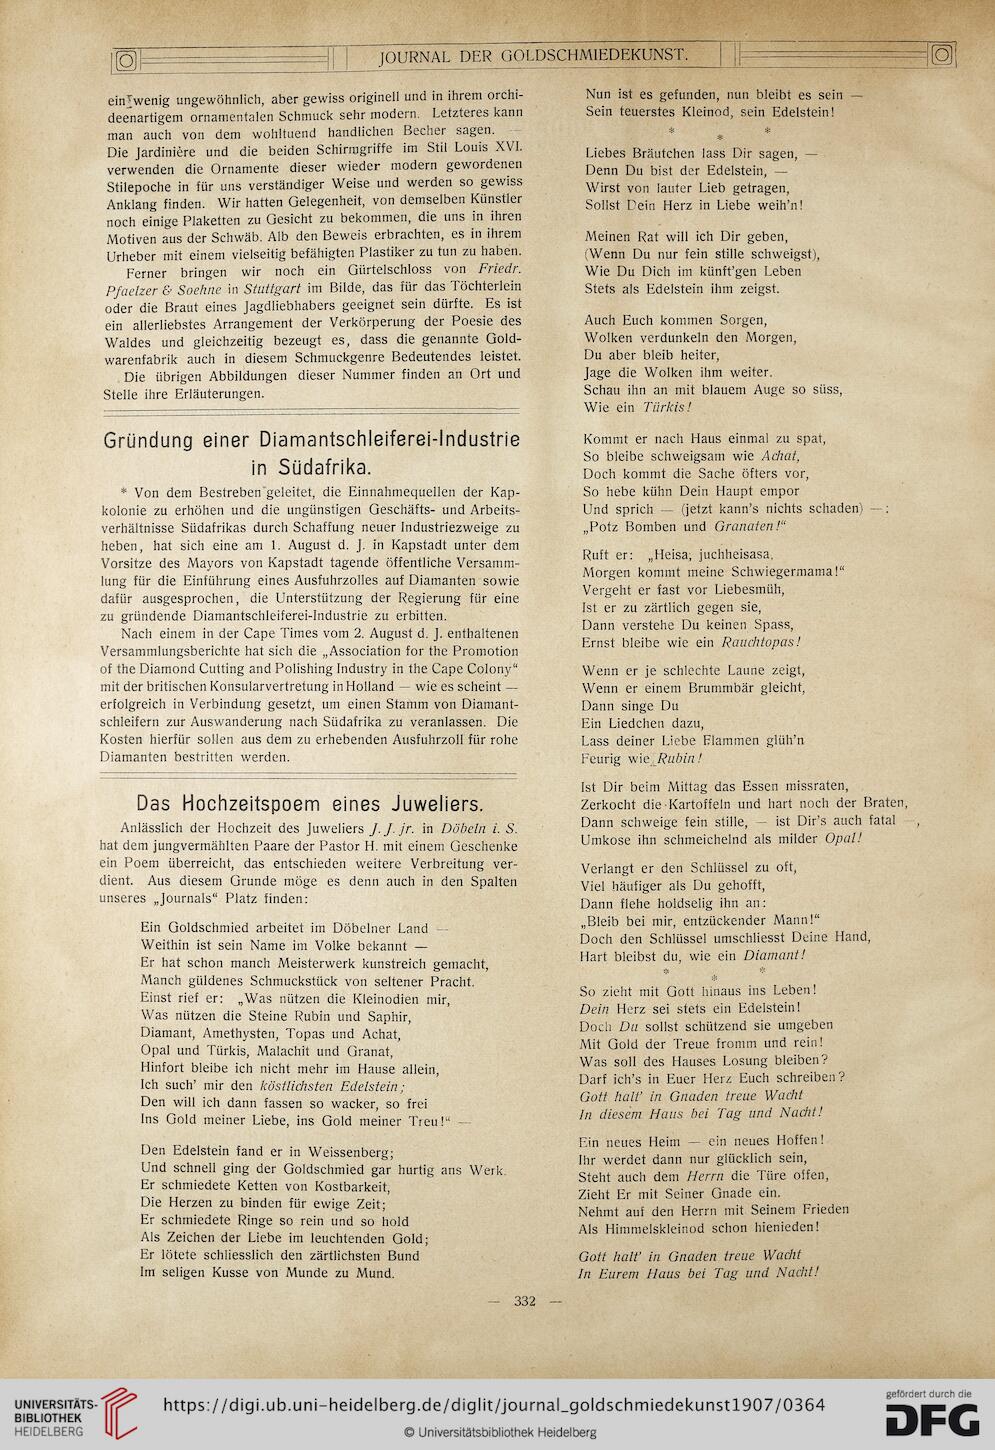 JOURNAL DER GOLDSCHMIEDEKUNST.
ein wenig ungewöhnlich, aber gewiss originell und in ihrem orchi-
deenartigem ornamentalen Schmuck sehr modern. Letzteres kann
man auch von dem wohltuend handlichen Becher sagen. —
Die Jardinière und die beiden Schirmgriffe im Stil Louis XVI.
verwenden die Ornamente dieser wieder modern gewordenen
Stilepoche in für uns verständiger Weise und werden so gewiss
Anklang finden. Wir hatten Gelegenheit, von demselben Künstler
noch einige Plaketten zu Gesicht zu bekommen, die uns in ihren
Motiven aus der Schwäb. Alb den Beweis erbrachten, es in ihrem
Urheber mit einem vielseitig befähigten Plastiker zu tun zu haben.
Ferner bringen wir noch ein Gürtelschloss von Friedr.
Pfaelzer & Soehne in Stuttgart im Bilde, das für das Töchterlein
oder die Braut eines Jagdliebhabers geeignet sein dürfte. Es ist
ein allerliebstes Arrangement der Verkörperung der Poesie des
Waldes und gleichzeitig bezeugt es, dass die genannte Gold-
warenfabrik auch in diesem Schmuckgenre Bedeutendes leistet.
Die übrigen Abbildungen dieser Nummer finden an Ort und
Stelle ihre Erläuterungen.
Gründung einer Diamantschleiferei-Industrie
in Südafrika.
* Von dem Bestreben geleitet, die Einnahmequellen der Kap-
kolonie zu erhöhen und die ungünstigen Geschäfts- und Arbeits-
verhältnisse Südafrikas durch Schaffung neuer Industriezweige zu
heben, hat sich eine am 1. August d. J. in Kapstadt unter dem
Vorsitze des Mayors von Kapstadt tagende öffentliche Versamm-
lung für die Einführung eines Ausfuhrzolles auf Diamanten sowie
dafür ausgesprochen, die Unterstützung der Regierung für eine
zu gründende Diamantschleiferei-Industrie zu erbitten.
Nach einem in der Cape Times vom 2. August d. J. enthaltenen
Versammlungsberichte hat sich die „Association for the Promotion
of the Diamond Cutting and Polishing Industry in the Cape Colony“
mit der britischen Konsularvertretung in Holland — wie es scheint —
erfolgreich in Verbindung gesetzt, um einen Stamm von Diamant-
schleifern zur Auswanderung nach Südafrika zu veranlassen. Die
Kosten hierfür sollen aus dem zu erhebenden Ausfuhrzoll für rohe
Diamanten bestritten werden.
Das Hochzeitspoem eines Juweliers.
Anlässlich der Hochzeit des Juweliers J. J. jr. in Döbeln i. S.
hat dem jungvermählten Paare der Pastor H. mit einem Geschenke
ein Poem überreicht, das entschieden weitere Verbreitung ver-
dient. Aus diesem Grunde möge es denn auch in den Spalten
unseres „Journals“ Platz finden:
Ein Goldschmied arbeitet im Döbelner Land —
Weithin ist sein Name im Volke bekannt —
Er hat schon manch Meisterwerk kunstreich gemacht,
Manch güldenes Schmuckstück von seltener Pracht.
Einst rief er: „Was nützen die Kleinodien mir,
Was nützen die Steine Rubin und Saphir,
Diamant, Amethysten, Topas und Achat,
Opal und Türkis, Malachit und Granat,
Hinfort bleibe ich nicht mehr im Hause allein,
Ich such’ mir den köstlichsten Edelstein;
Den will ich dann fassen so wacker, so frei
Ins Gold meiner Liebe, ins Gold meiner Treu!“ —
Den Edelstein fand er in Weissenberg;
Und schnell ging der Goldschmied gar hurtig ans Werk.
Er schmiedete Ketten von Kostbarkeit,
Die Herzen zu binden für ewige Zeit;
Er schmiedete Ringe so rein und so hold
Als Zeichen der Liebe im leuchtenden Gold;
Er lötete schliesslich den zärtlichsten Bund
Im seligen Kusse von Munde zu Mund.
Nun ist es gefunden, nun bleibt es sein —
Sein teuerstes Kleinod, sein Edelstein!
* * *
Liebes Bräutchen lass Dir sagen, —
Denn Du bist der Edelstein, —
Wirst von lauter Lieb getragen,
Sollst Dein Herz in Liebe weih’n!
Meinen Rat will ich Dir geben,
(Wenn Du nur fein stille schweigst),
Wie Du Dich im künft’gen Leben
Stets als Edelstein ihm zeigst.
Auch Euch kommen Sorgen,
Wolken verdunkeln den Morgen,
Du aber bleib heiter,
Jage die Wolken ihm weiter.
Schau ihn an mit blauem Auge so süss,
Wie ein Türkis!
Kommt er nach Haus einmal zu spat,
So bleibe schweigsam wie Achat,
Doch kommt die Sache öfters vor,
So hebe kühn Dein Haupt empor
Und sprich — (jetzt kann’s nichts schaden) —:
„Potz Bomben und Granaten!“
Ruft er: „Heisa, juchheisasa,
Morgen kommt meine Schwiegermama!“
Vergeht er fast vor Liebesmüh,
Ist er zu zärtlich gegen sie,
Dann verstehe Du keinen Spass,
Ernst bleibe wie ein Rauchtopas!
Wenn er je schlechte Laune zeigt,
Wenn er einem Brummbär gleicht,
Dann singe Du
Ein Liedchen dazu,
Lass deiner Liebe Flammen glüh’n
Feurig wie Rubin!
Ist Dir beim Mittag das Essen missraten,
Zerkocht die Kartoffeln und hart noch der Braten,
Dann schweige fein stille, — ist Dir’s auch fatal —,
Umkose ihn schmeichelnd als milder Opal!
Verlangt er den Schlüssel zu oft,
Viel häufiger als Du gehofft,
Dann flehe holdselig ihn an:
„Bleib bei mir, entzückender Mann!“
Doch den Schlüssel umschliesst Deine Hand,
Hart bleibst du, wie ein Diamant!
* * *
So zieht mit Gott hinaus ins Leben!
Dein Herz sei stets ein Edelstein!
Doch Du sollst schützend sie umgeben
Mit Gold der Treue fromm und rein!
Was soll des Hauses Losung bleiben?
Darf ich’s in Euer Herz Euch schreiben?
Gott halt’ in Gnaden treue Wacht
In diesem Haus bei Tag und Nacht!
Ein neues Heim — ein neues Hoffen!
Ihr werdet dann nur glücklich sein,
Steht auch dem Herrn die Türe offen,
Zieht Er mit Seiner Gnade ein.
Nehmt auf den Herrn mit Seinem Frieden
Als Himmelskleinod schon hienieden!
Gott halt’ in Gnaden treue Wacht
In Eurem Haus bei Tag und Nacht!
— 332 —
UNIVERSITÄTS-
BIBLIOTHEK
HEIDELBERG
https://digi.ub.uni-heidelberg.de/diglit/journal_goldschmiedekunst1907/0364
© Universitätsbibliothek Heidelberg
gefördert durch die
DFG